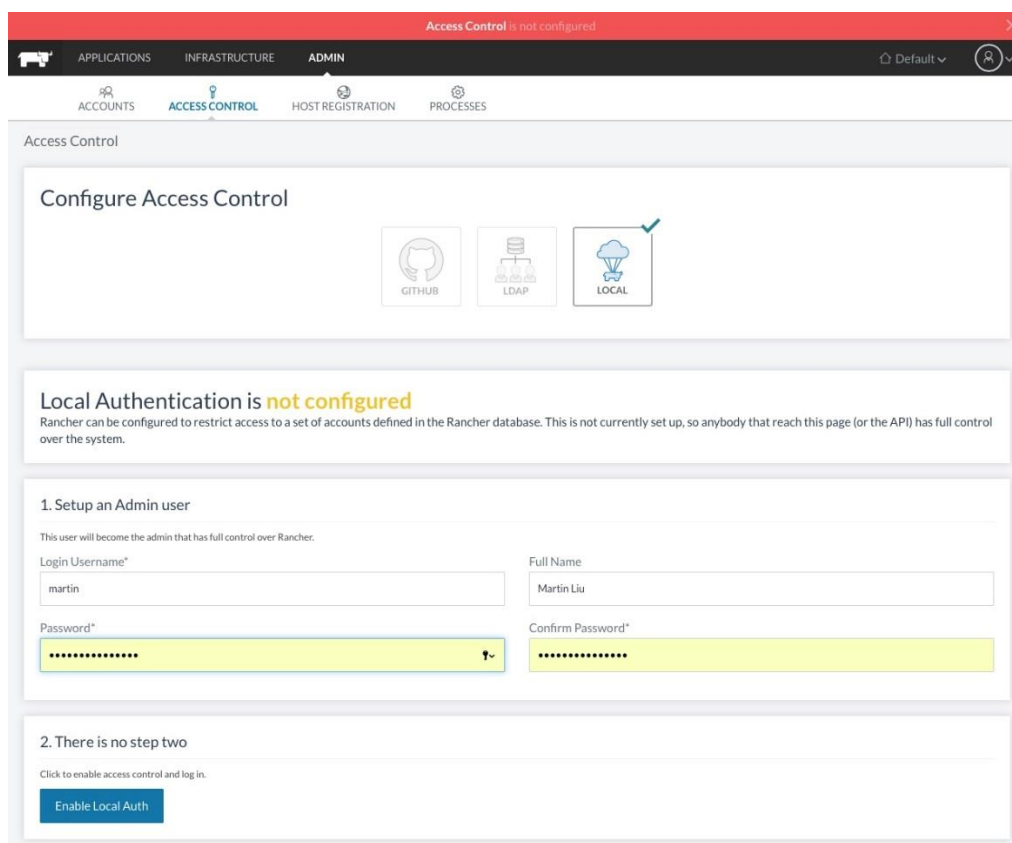 Access Control is not configured
APPLICATIONS INFRASTRUCTURE ADMIN Default
ACCOUNTS ACCESS CONTROL HOST REGISTRATION PROCESSES
Access Control
Configure Access Control
GITHUB LDAP LOCAL
Local Authentication is not configured
Rancher can be configured to restrict access to a set of accounts defined in the Rancher database. This is not currently set up, so anybody that reach this page (or the API) has full control
over the system.
1. Setup an Admin user
This user will become the admin that has full control over Rancher.
Login Username* Full Name
martin Martin Liu
Password* Confirm Password*
••••••••••••••• •••••••••••••••
2. There is no step two
Click to enable access control and log in.
Enable Local Auth